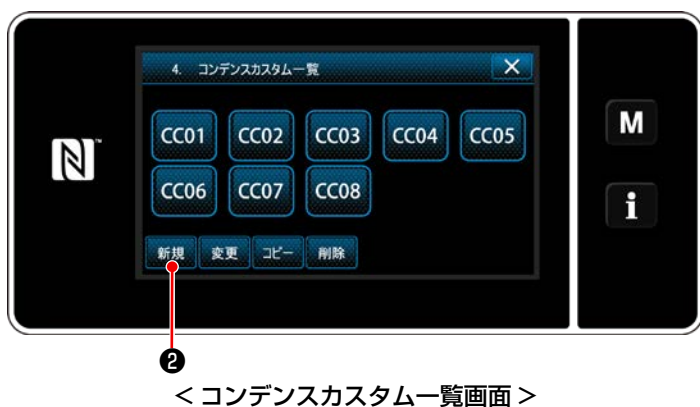 4. コンデンスカスタム一覧
CC01 CC02 CC03 CC04 CC05
M
CC06 CC07 CC08
i
新規 変更 コピー 削除
❷
＜コンデンスカスタム一覧画面＞